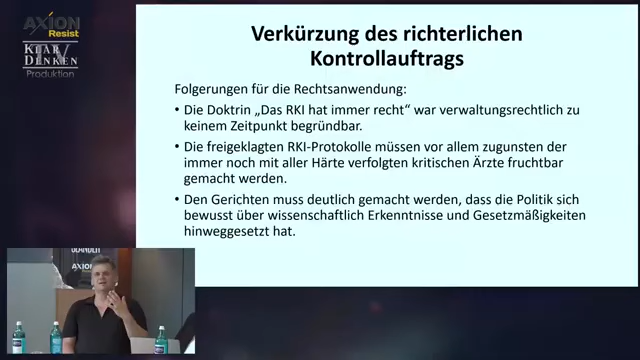 AXION
Resist
KLAR
DENKEN
TV
Produktion
Verkürzung des richterlichen
Kontrollauftrags
Folgerungen für die Rechtsanwendung:
• Die Doktrin „Das RKI hat immer recht“ war verwaltungsrechtlich zu
keinem Zeitpunkt begründbar.
• Die freigeklagten RKI-Protokolle müssen vor allem zugunsten der
immer noch mit aller Härte verfolgten kritischen Ärzte fruchtbar
gemacht werden.
• Den Gerichten muss deutlich gemacht werden, dass die Politik sich
bewusst über wissenschaftlich Erkenntnisse und Gesetzmäßigkeiten
hinweggesetzt hat.
AXION